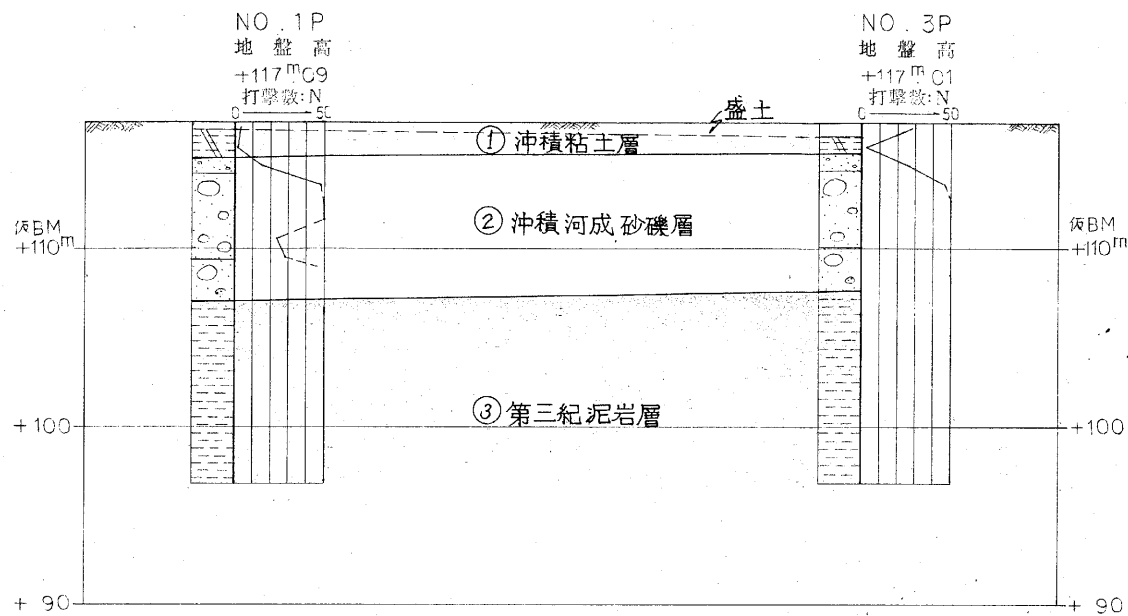 NO.1P
地盤高
+117m09
打撃数:N
0 50
NO.3P
地盤高
+117m01
打撃数:N
0 50
盛土
①沖積粘土層
②沖積河成砂礫層
仮BM
+110m
仮BM
+110m
③第三紀泥岩層
+100
+100
+ 90
+ 90